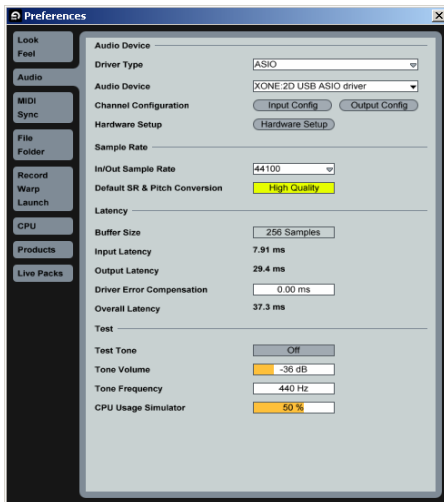 Preferences
Look
Feel
Audio
MIDI
Sync
File
Folder
Record
Warp
Launch
CPU
Products
Live Packs
Audio Device
Driver Type ASIO
Audio Device XONE:2D USB ASIO driver
Channel Configuration Input Config Output Config
Hardware Setup Hardware Setup
Sample Rate
In/Out Sample Rate 44100
Default SR & Pitch Conversion High Quality
Latency
Buffer Size 256 Samples
Input Latency 7.91 ms
Output Latency 29.4 ms
Driver Error Compensation 0.00 ms
Overall Latency 37.3 ms
Test
Test Tone Off
Tone Volume -36 dB
Tone Frequency 440 Hz
CPU Usage Simulator 50 %